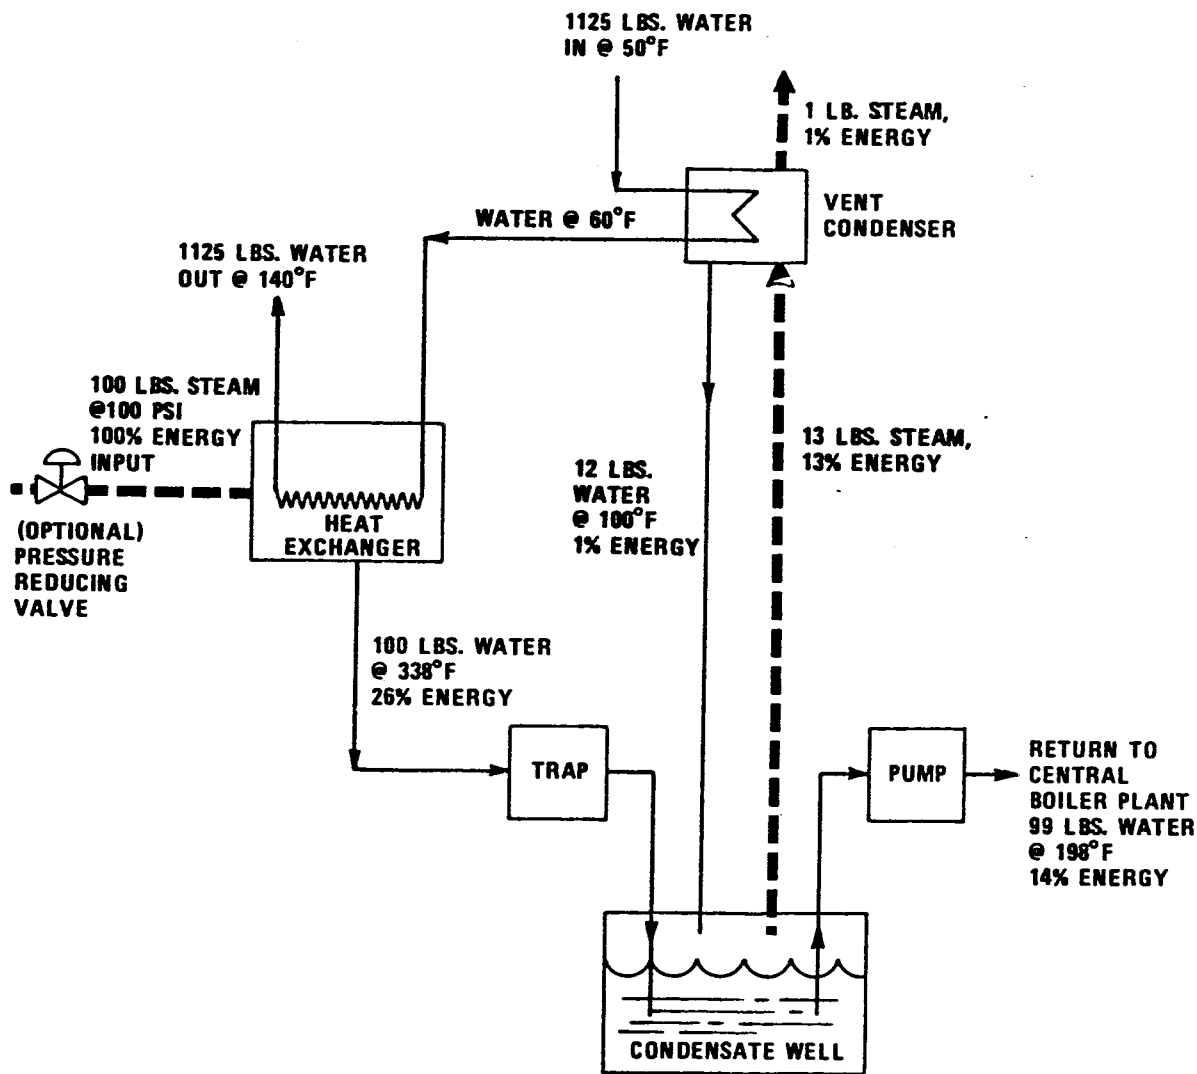 1125 LBS. WATER
IN @ 50°F
1 LB. STEAM,
1% ENERGY
VENT
CONDENSER
WATER @ 60°F
1125 LBS. WATER
OUT @ 140°F
100 LBS. STEAM
@100 PSI
100% ENERGY
INPUT
(OPTIONAL)
PRESSURE
REDUCING
VALVE
HEAT
EXCHANGER
12 LBS.
WATER
@ 100°F
1% ENERGY
13 LBS. STEAM,
13% ENERGY
100 LBS. WATER
@ 338°F
26% ENERGY
TRAP
PUMP
RETURN TO
CENTRAL
BOILER PLANT
99 LBS. WATER
@ 198°F
14% ENERGY
CONDENSATE WELL